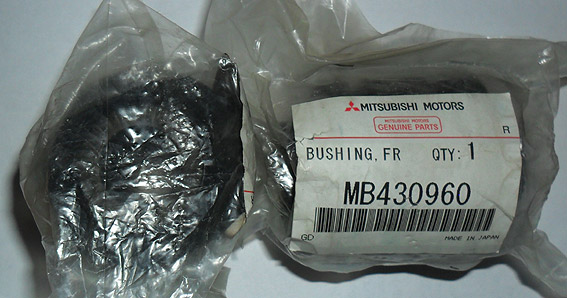 MITSUBISHI MOTORS
MITSUBISHI MOTORS
GENUINE PARTS
R
BUSHING, FR QTY: 1
MB430960
GD MADE IN JAPAN